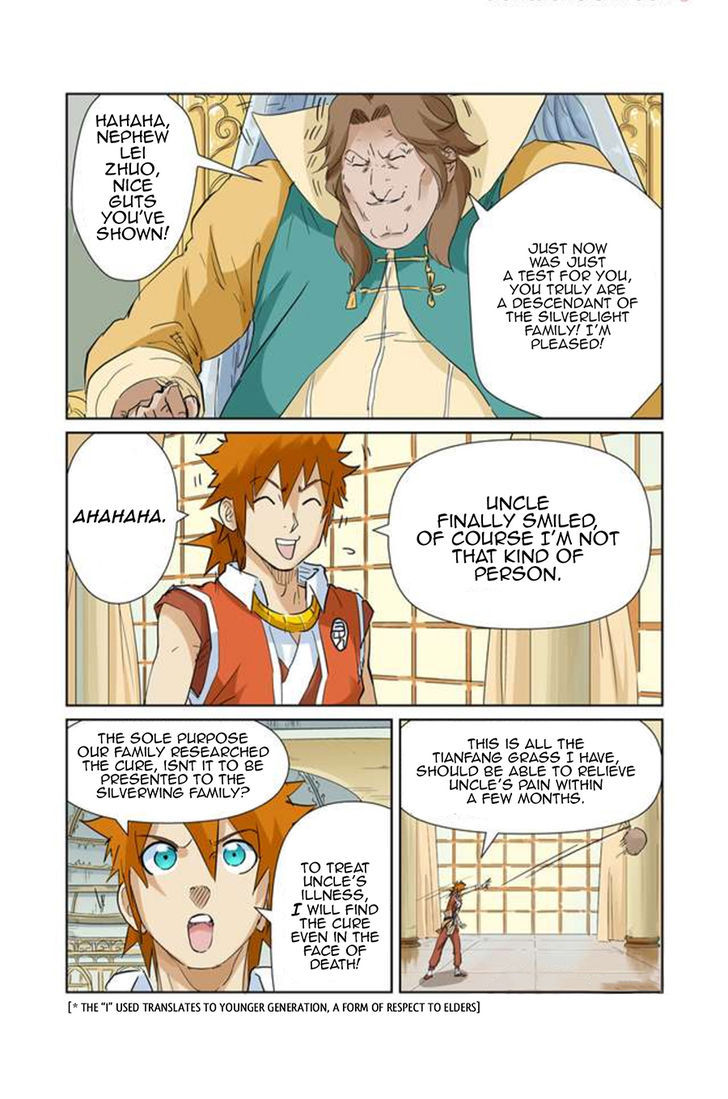 HAHAHA,
NEPHEW
LEI
ZHUO,
NICE
GUTS
YOU'VE
SHOWN!
JUST NOW
WAS JUST
A TEST FOR YOU,
YOU TRULY ARE
A DESCENDANT OF
THE SILVERLIGHT
FAMILY! I'M
PLEASED!
AHAHAHA.
UNCLE
FINALLY SMILED,
OF COURSE I'M NOT
THAT KIND OF
PERSON.
THE SOLE PURPOSE
OUR FAMILY RESEARCHED
THE CURE, ISNT IT TO BE
PRESENTED TO THE
SILVERWING FAMILY?
TO TREAT
UNCLE'S
ILLNESS,
I WILL FIND
THE CURE
EVEN IN THE
FACE OF
DEATH!
THIS IS ALL THE
TIANFANG GRASS I HAVE,
SHOULD BE ABLE TO RELIEVE
UNCLE'S PAIN WITHIN
A FEW MONTHS.
[* THE "I" USED TRANSLATES TO YOUNGER GENERATION, A FORM OF RESPECT TO ELDERS]